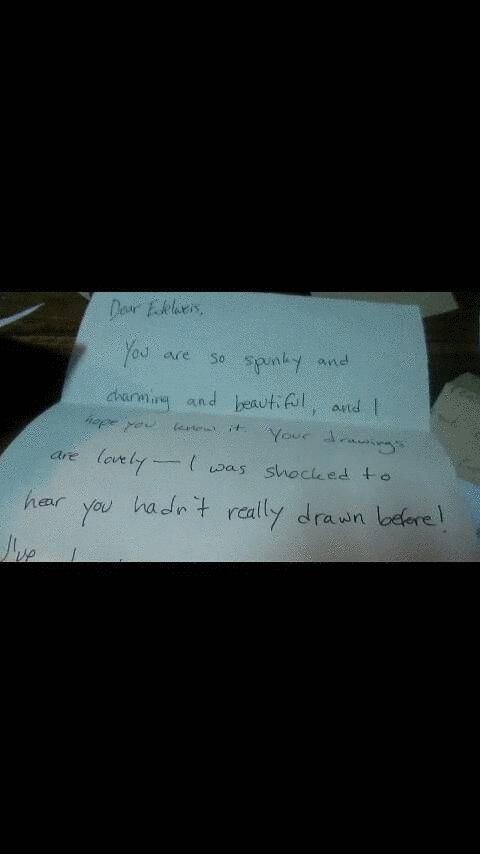 Dear Edelweis,
You are so spunky and
charming and beautiful, and I
hope you know it. Your drawings
are lovely — I was shocked to
hear you hadn't really drawn before!
I've